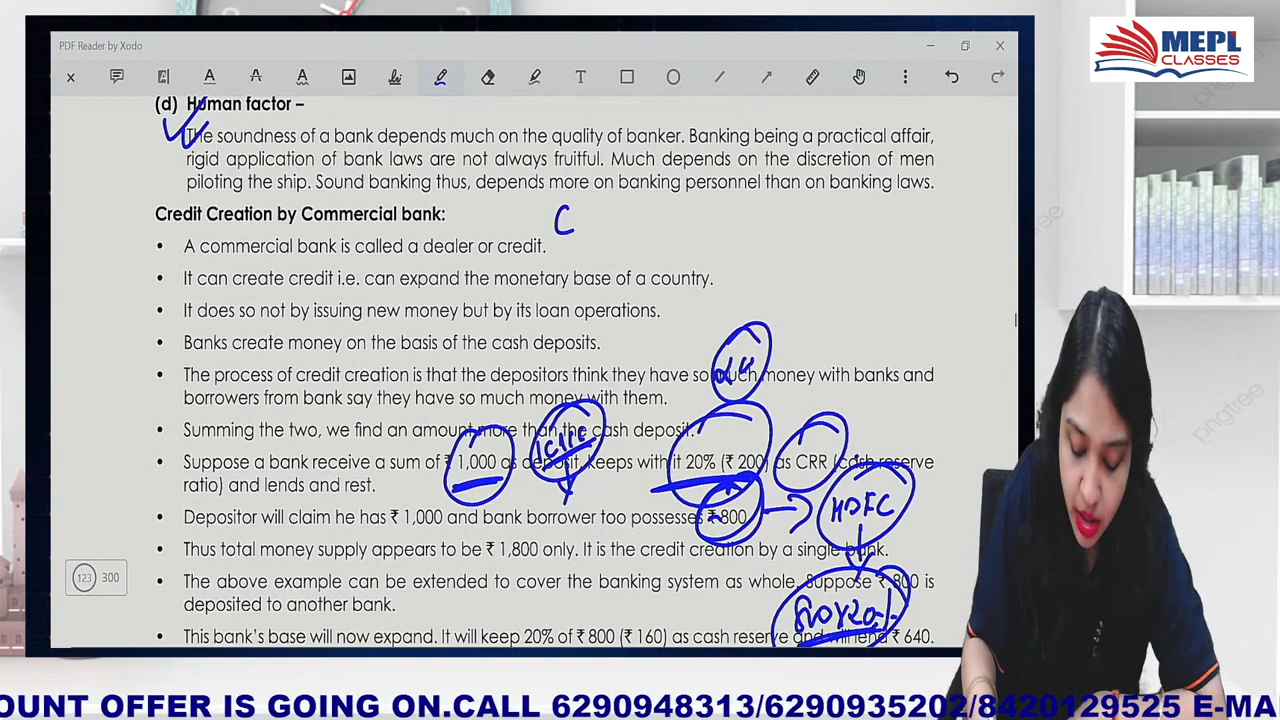 PDF Reader by Xodo
MEPL
CLASSES
(d) Human factor –
The soundness of a bank depends much on the quality of banker. Banking being a practical affair,
rigid application of bank laws are not always fruitful. Much depends on the discretion of men
piloting the ship. Sound banking thus, depends more on banking personnel than on banking laws.
Credit Creation by Commercial bank:
C
• A commercial bank is called a dealer or credit.
• It can create credit i.e. can expand the monetary base of a country.
• It does so not by issuing new money but by its loan operations.
• Banks create money on the basis of the cash deposits.
• The process of credit creation is that the depositors think they have so much money with banks and
borrowers from bank say they have so much money with them.
• Summing the two, we find an amount more than the cash deposit.
• Suppose a bank receive a sum of ₹ 1,000 as deposit, keeps with it 20% (₹ 200) as CRR (cash reserve
ratio) and lends and rest.
• Depositor will claim he has ₹ 1,000 and bank borrower too possesses ₹ 800.
HDFC
• Thus total money supply appears to be ₹ 1,800 only. It is the credit creation by a single bank.
123 300
• The above example can be extended to cover the banking system as whole. Suppose ₹ 800 is
deposited to another bank.
• This bank's base will now expand. It will keep 20% of ₹ 800 (₹ 160) as cash reserve and will lend ₹ 640.
OUNT OFFER IS GOING ON.CALL 6290948313/6290935202/8420129525 E-MA